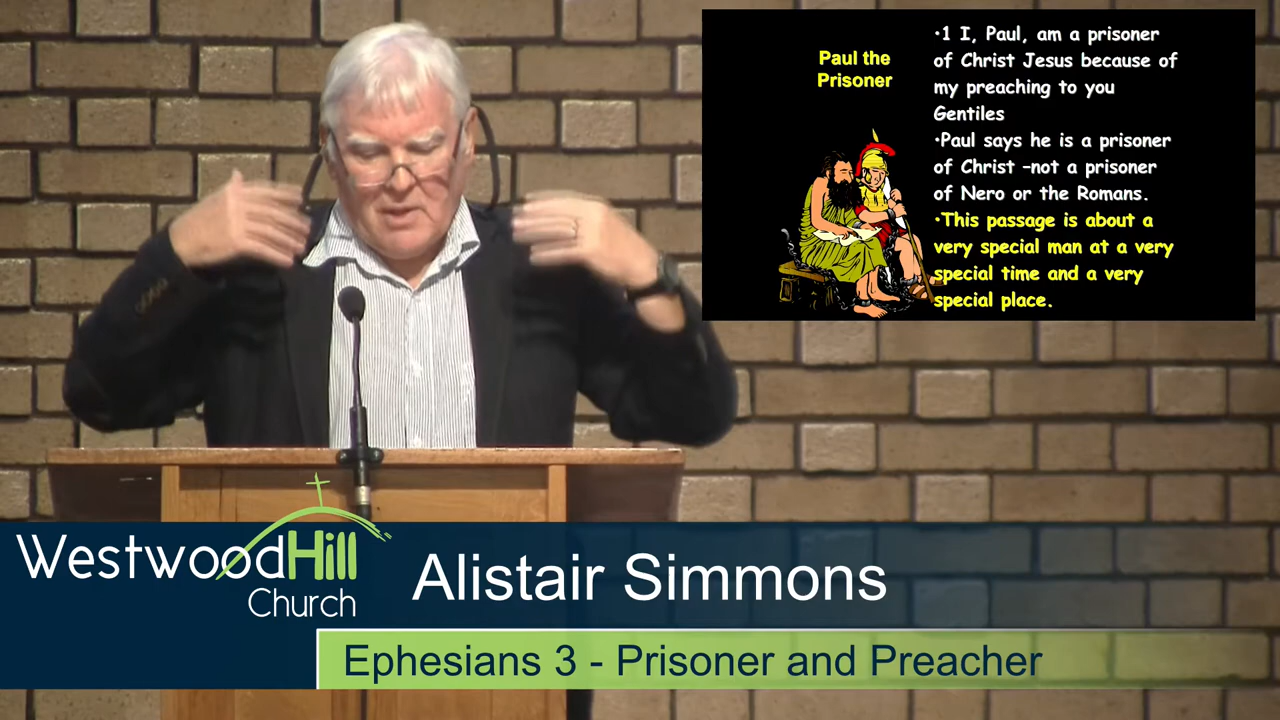 Paul the
Prisoner
•1 I, Paul, am a prisoner
of Christ Jesus because of
my preaching to you
Gentiles
•Paul says he is a prisoner
of Christ –not a prisoner
of Nero or the Romans.
•This passage is about a
very special man at a very
special time and a very
special place.
WestwoodHill
Church
Alistair Simmons
Ephesians 3 - Prisoner and Preacher